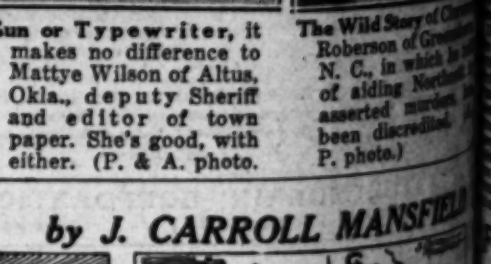 Gun or Typewriter, it
makes no difference to
Mattye Wilson of Altus,
Okla., deputy Sheriff
and editor of town
paper. She's good, with
either. (P. & A. photo.
The Wild Story of
Roberson of
N. C., in which he
of aiding
asserted
been discredited.
P. photo.)
by J. CARROLL MANSFIELD